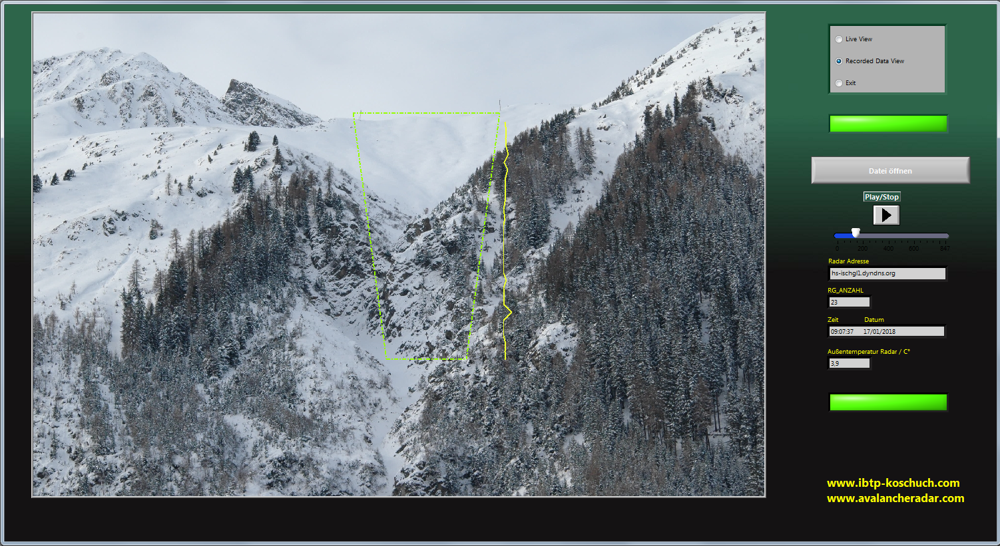 Live View
Recorded Data View
Exit
Datei öffnen
Play/Stop
0 200 400 600 847
Radar Adresse
hs-ischgl1.dyndns.org
RG_ANZAHL
23
Zeit Datum
09:07:37 17/01/2018
Außentemperatur Radar / C°
3,9
www.ibtp-koschuch.com
www.avalancheradar.com